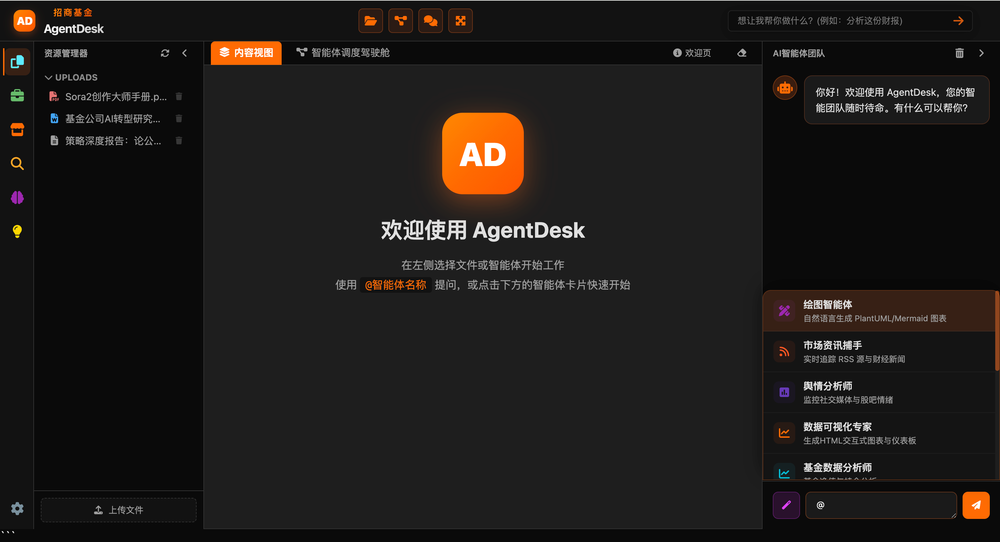 AD
招商基金
AgentDesk
想让我帮你做什么？(例如：分析这份财报)
资源管理器
UPLOADS
Sora2创作大师手册.p...
基金公司AI转型研究...
策略深度报告：论公...
上传文件
内容视图
智能体调度驾驶舱
欢迎页
AD
欢迎使用 AgentDesk
在左侧选择文件或智能体开始工作
使用 @智能体名称 提问，或点击下方的智能体卡片快速开始
AI智能体团队
你好！欢迎使用 AgentDesk，您的智
能团队随时待命。有什么可以帮你？
绘图智能体
自然语言生成 PlantUML/Mermaid 图表
市场资讯捕手
实时追踪 RSS 源与财经新闻
舆情分析师
监控社交媒体与股吧情绪
数据可视化专家
生成HTML交互式图表与仪表板
基金数据分析师
@
```